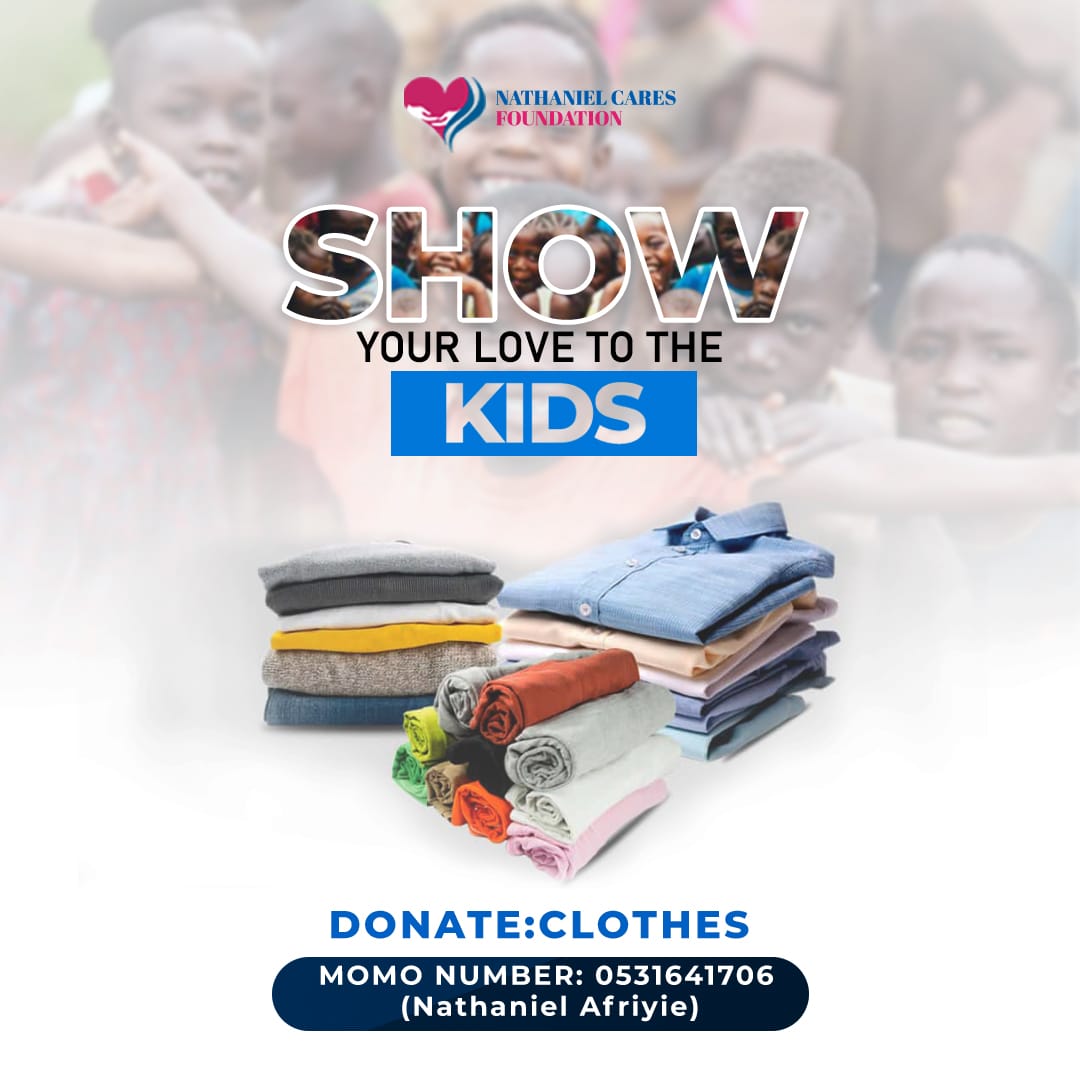 NATHANIEL CARES
FOUNDATION
SHOW
YOUR LOVE TO THE
KIDS
DONATE:CLOTHES
MOMO NUMBER: 0531641706
(Nathaniel Afriyie)